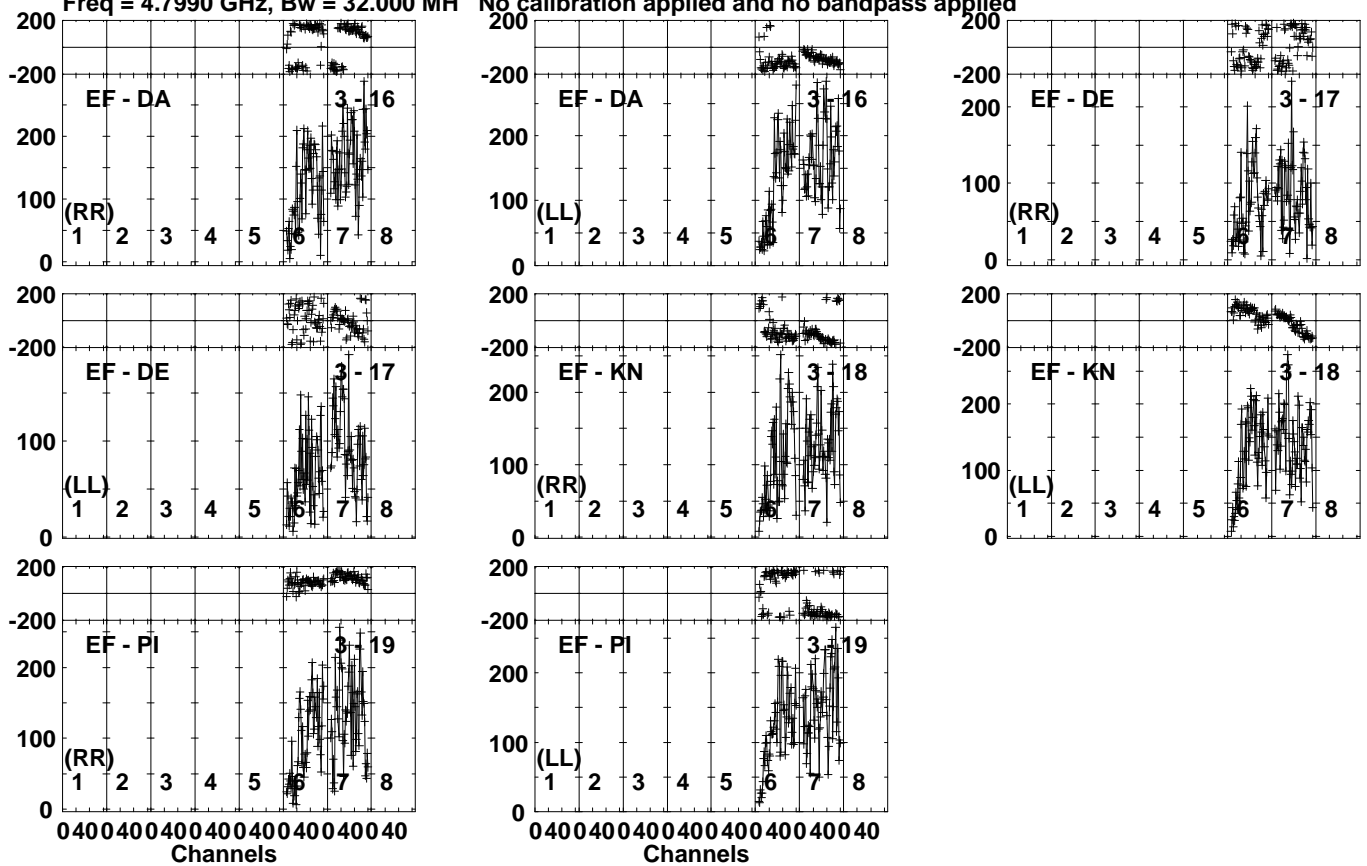 Freq = 4.7990 GHz, Bw = 32.000 MH No calibration applied and no bandpass applied
200
-200
EF - DA 3 - 16
200
100
0
(RR)
1 2 3 4 5 6 7 8
200
-200
EF - DA 3 - 16
200
100
0
(LL)
1 2 3 4 5 6 7 8
200
-200
EF - DE 3 - 17
200
100
0
(RR)
1 2 3 4 5 6 7 8
200
-200
EF - DE 3 - 17
100
0
(LL)
1 2 3 4 5 6 7 8
200
-200
EF - KN 3 - 18
200
100
0
(RR)
1 2 3 4 5 6 7 8
200
-200
EF - KN 3 - 18
200
100
0
(LL)
1 2 3 4 5 6 7 8
200
-200
EF - PI 3 - 19
200
100
0
(RR)
1 2 3 4 5 6 7 8
0 40 0 40 0 40 0 40 0 40 0 40 0 40 0 40
Channels
200
-200
EF - PI 3 - 19
200
100
0
(LL)
1 2 3 4 5 6 7 8
0 40 0 40 0 40 0 40 0 40 0 40 0 40 0 40
Channels